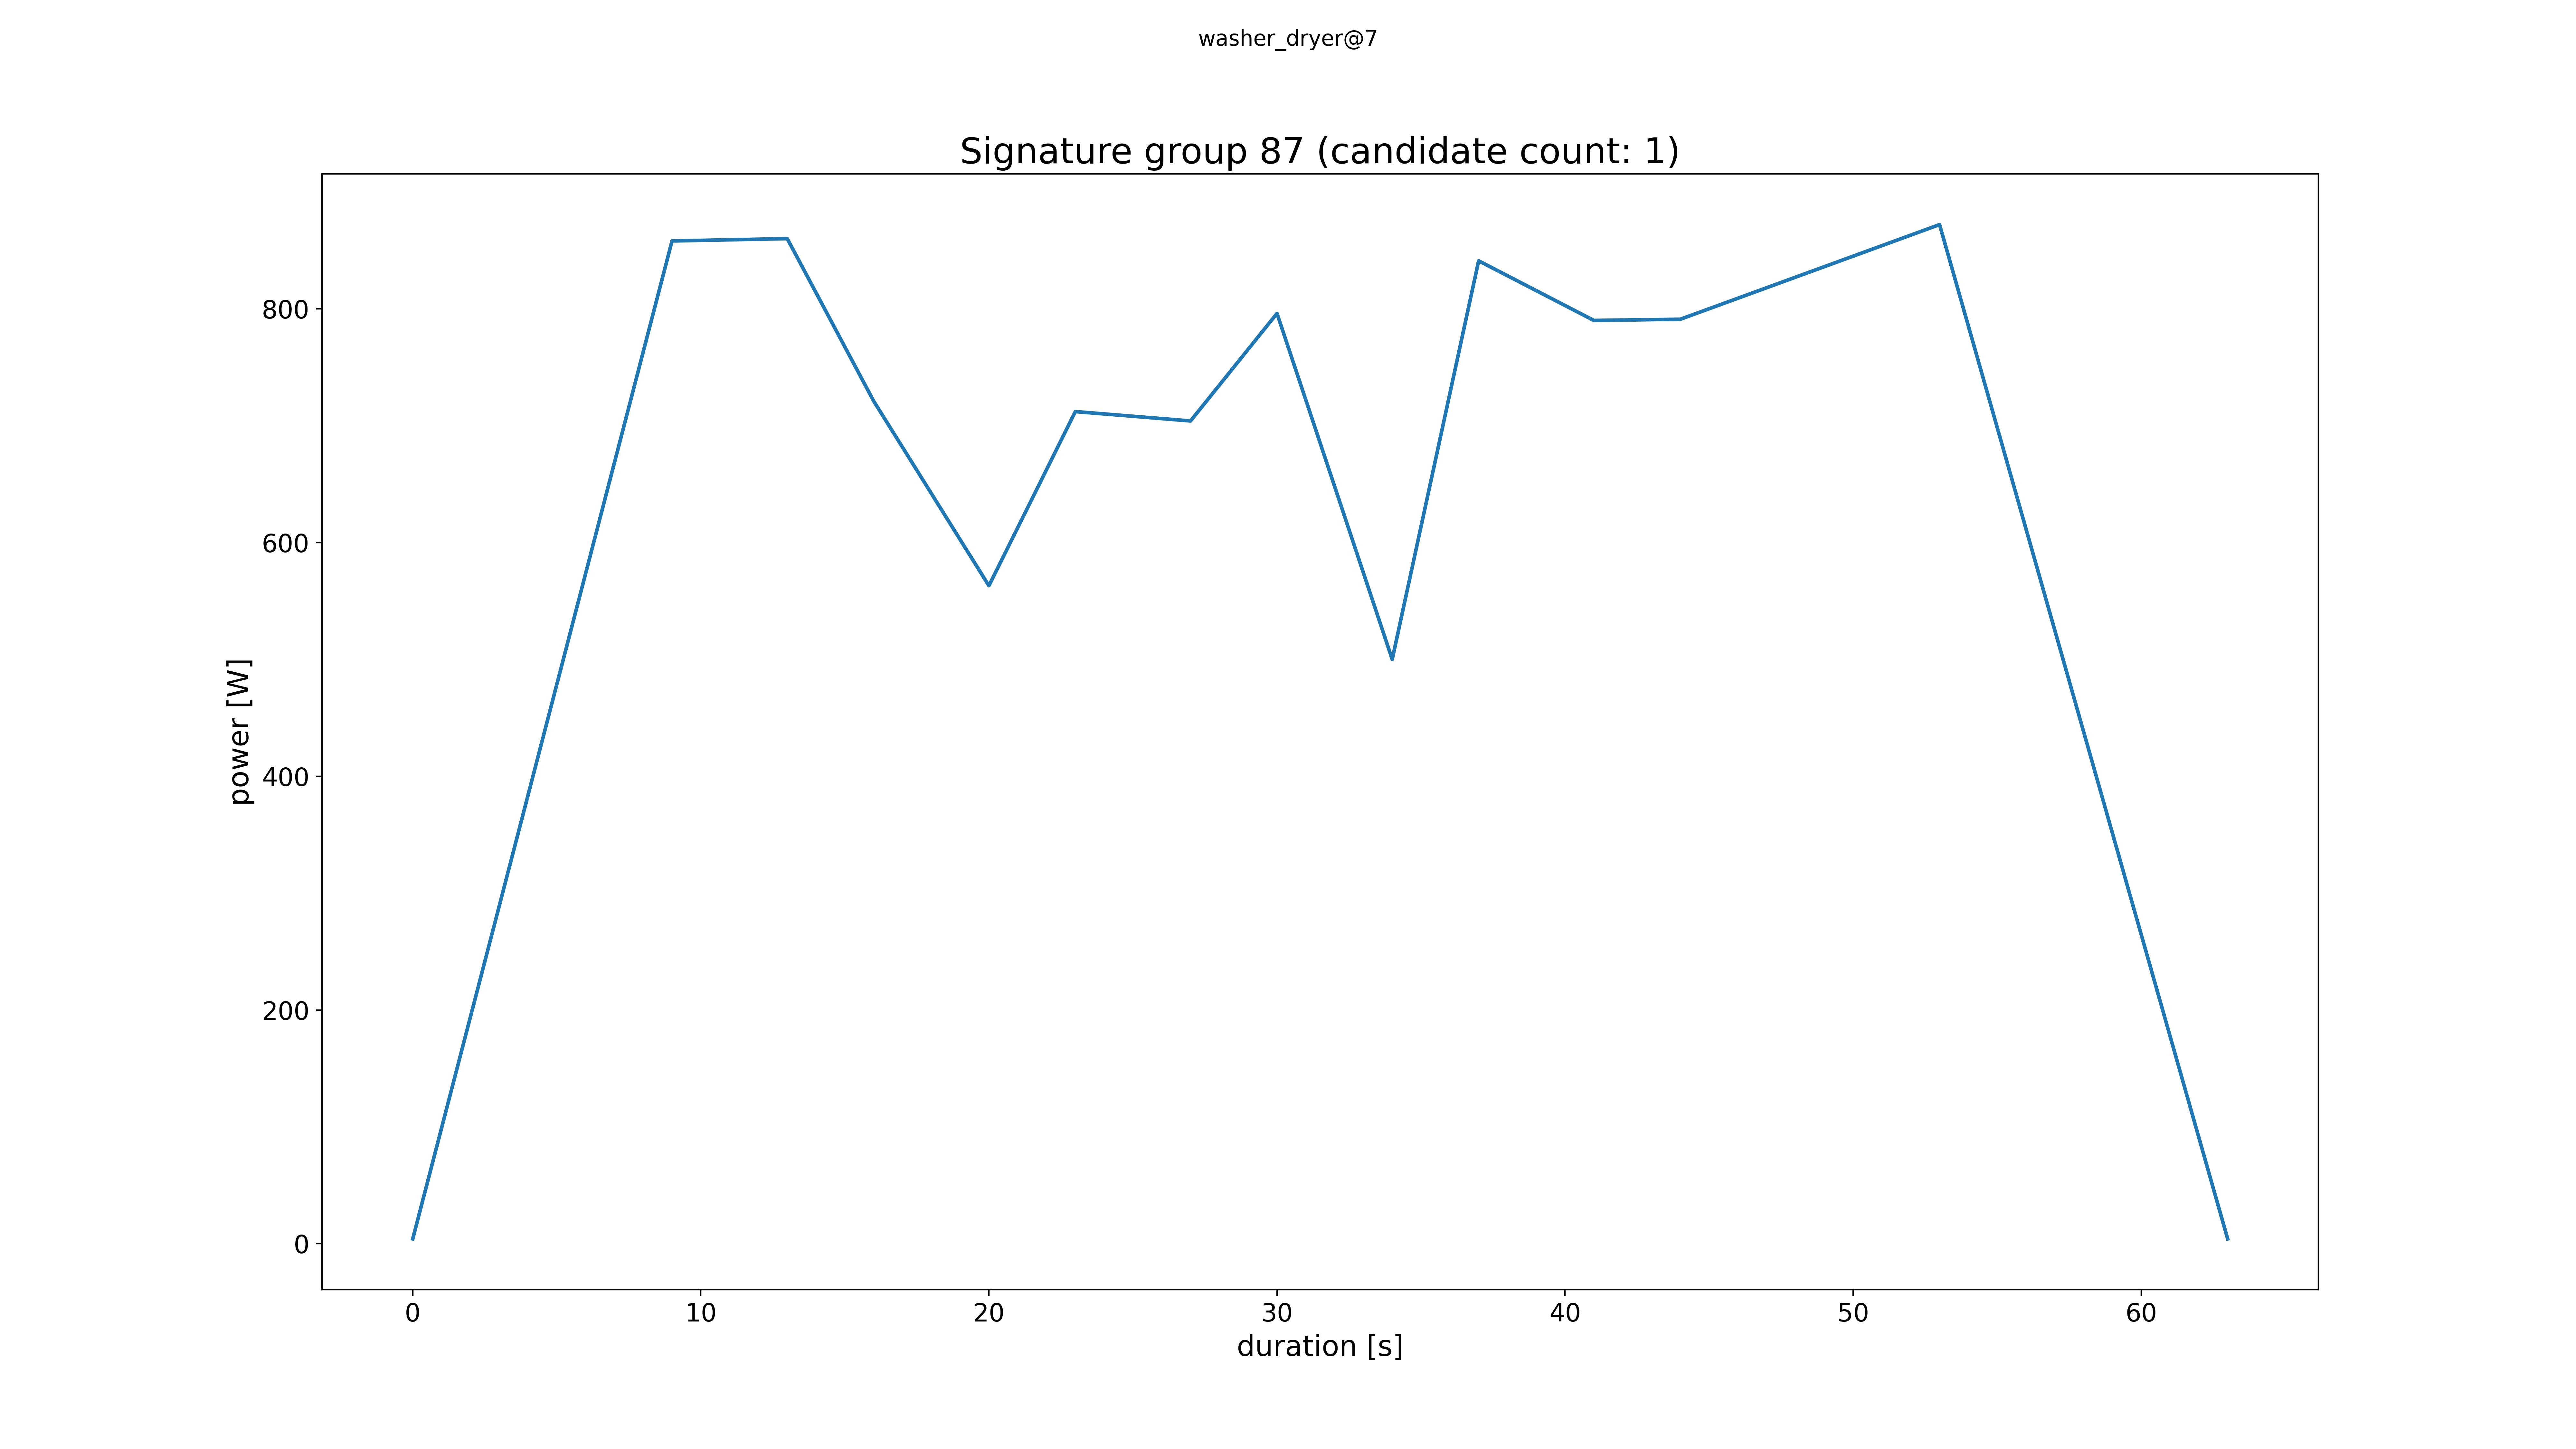 washer_dryer@7
Signature group 87 (candidate count: 1)
power [W]
800
600
400
200
0
0 10 20 30 40 50 60
duration [s]